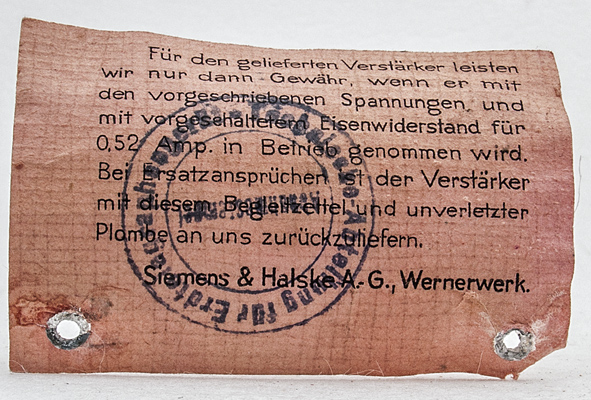 Für den gelieferten Verstärker leisten
wir nur dann Gewähr, wenn er mit
den vorgeschriebenen Spannungen, und
mit vorgeschaltetem Eisenwiderstand für
0,52 Amp. in Betrieb genommen wird.
Bei Ersatzansprüchen ist der Verstärker
mit diesem Begleitzettel und unverletzter
Plombe an uns zurückzuliefern.
Siemens & Halske A.-G., Wernerwerk.
Abteilung für